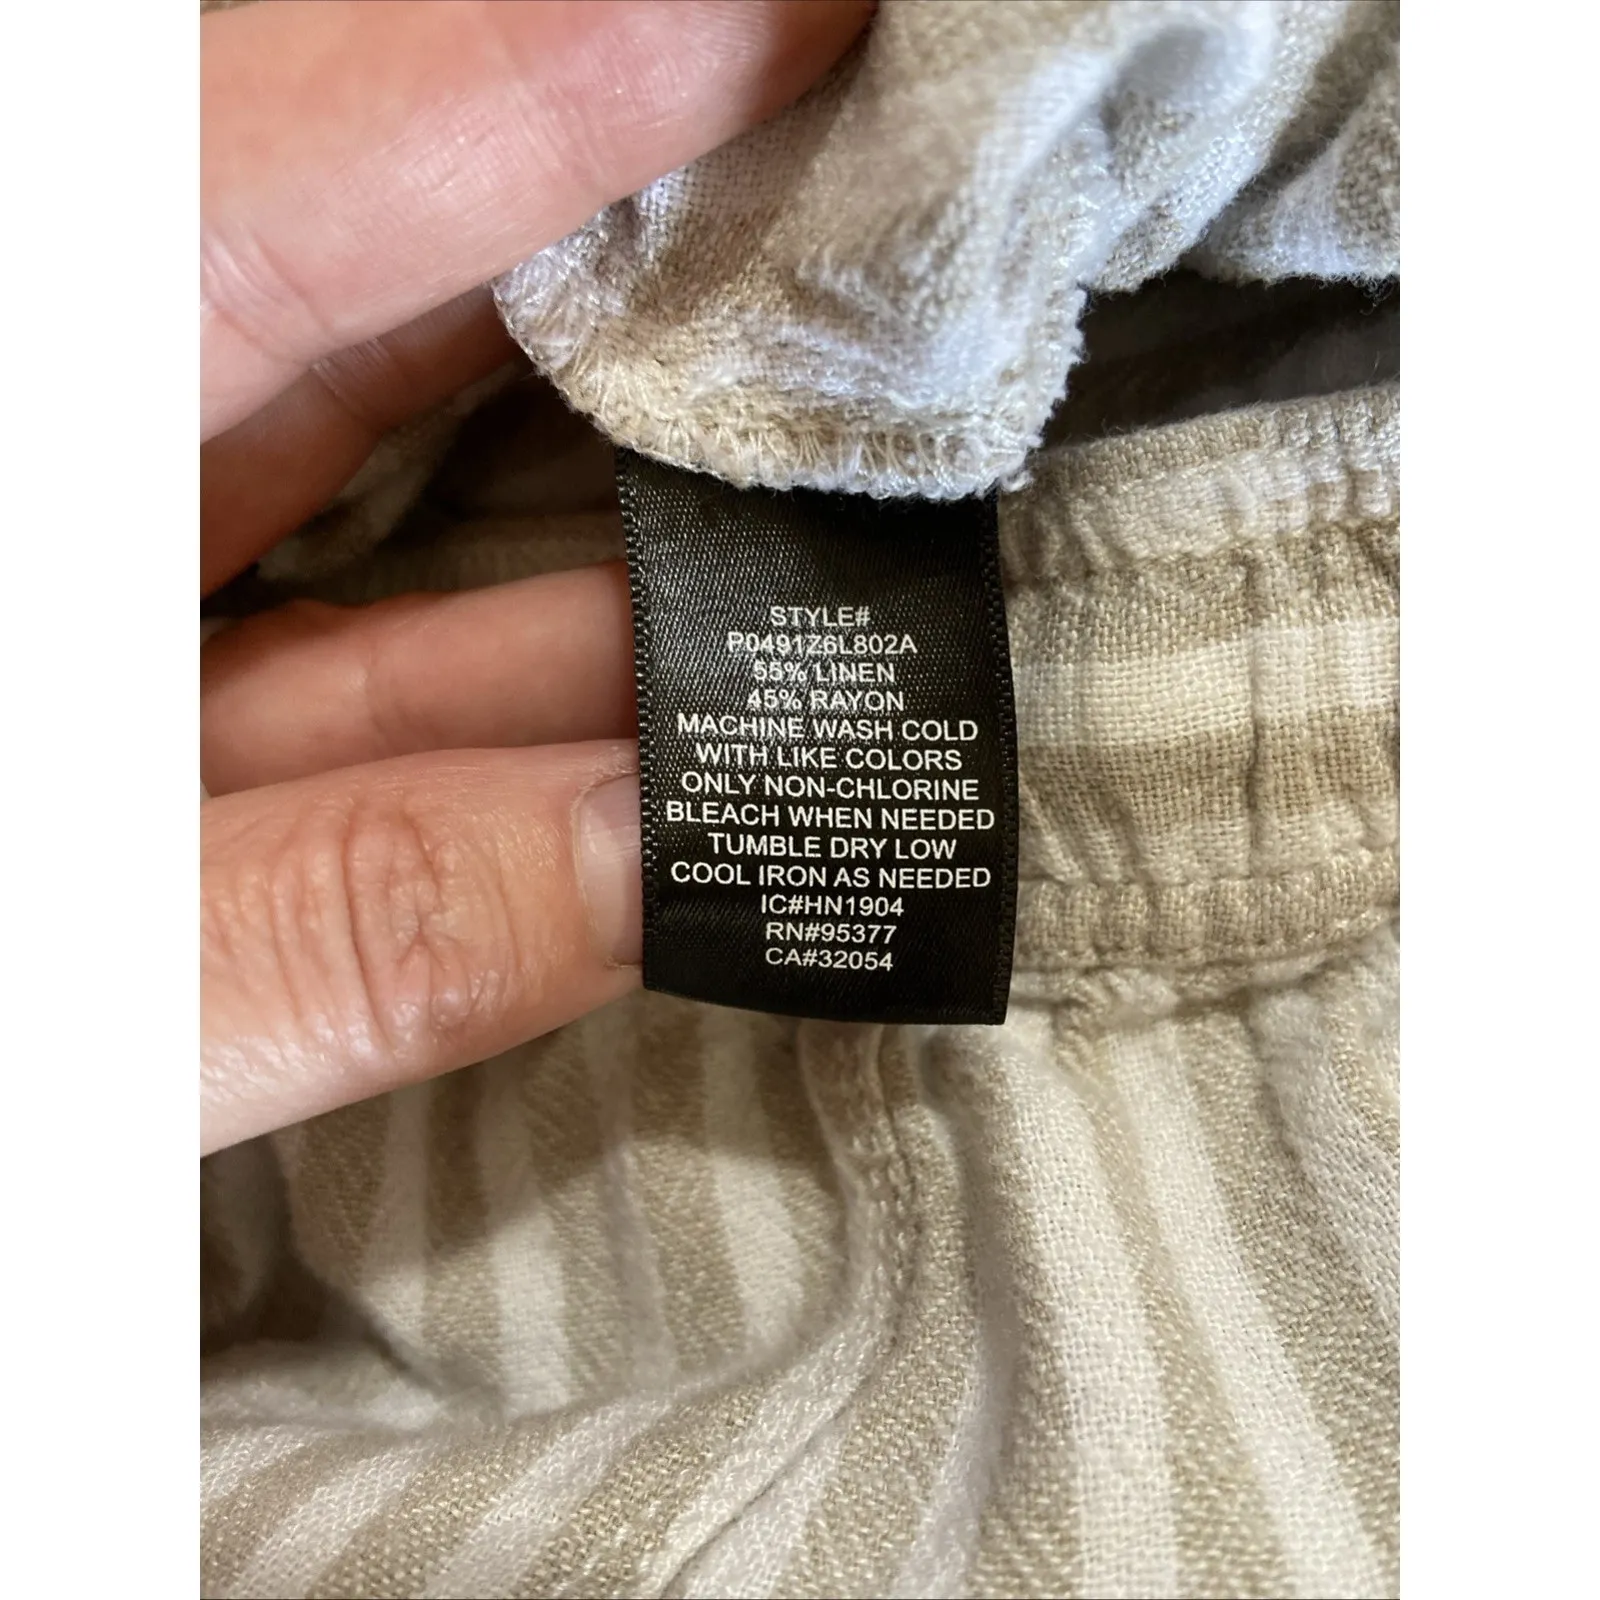 STYLE#
P0491Z6L802A
55% LINEN
45% RAYON
MACHINE WASH COLD
WITH LIKE COLORS
ONLY NON-CHLORINE
BLEACH WHEN NEEDED
TUMBLE DRY LOW
COOL IRON AS NEEDED
IC#HN1904
RN#95377
CA#32054